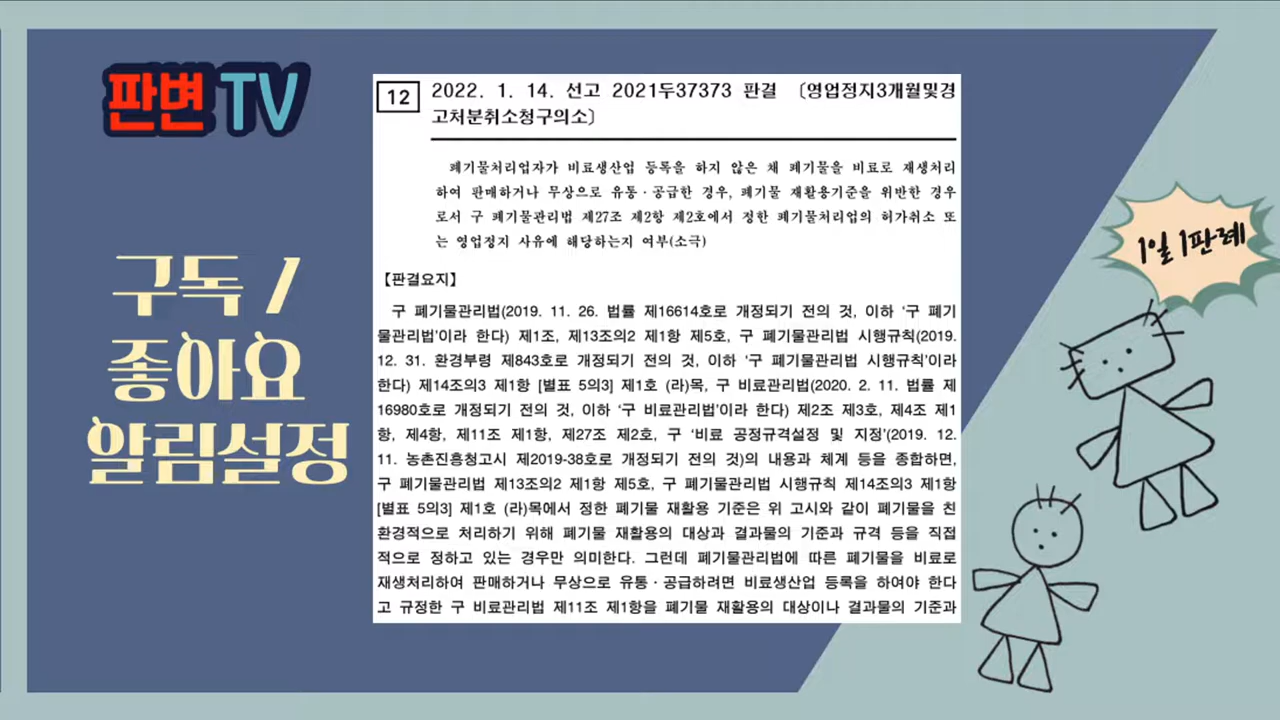 판변 TV
구독 /
좋아요
알림설정
12
2022. 1. 14. 선고 2021두37373 판결 〔영업정지3개월및경
고처분취소청구의소〕
폐기물처리업자가 비료생산업 등록을 하지 않은 채 폐기물을 비료로 재생처리
하여 판매하거나 무상으로 유통·공급한 경우, 폐기물 재활용기준을 위반한 경우
로서 구 폐기물관리법 제27조 제2항 제2호에서 정한 폐기물처리업의 허가취소 또
는 영업정지 사유에 해당하는지 여부(소극)
【판결요지】
구 폐기물관리법(2019. 11. 26. 법률 제16614호로 개정되기 전의 것, 이하 ‘구 폐기
물관리법’이라 한다) 제1조, 제13조의2 제1항 제5호, 구 폐기물관리법 시행규칙(2019.
12. 31. 환경부령 제843호로 개정되기 전의 것, 이하 ‘구 폐기물관리법 시행규칙’이라
한다) 제14조의3 제1항 [별표 5의3] 제1호 (라)목, 구 비료관리법(2020. 2. 11. 법률 제
16980호로 개정되기 전의 것, 이하 ‘구 비료관리법’이라 한다) 제2조 제3호, 제4조 제1
항, 제4항, 제11조 제1항, 제27조 제2호, 구 ‘비료 공정규격설정 및 지정’(2019. 12.
11. 농촌진흥청고시 제2019-38호로 개정되기 전의 것)의 내용과 체계 등을 종합하면,
구 폐기물관리법 제13조의2 제1항 제5호, 구 폐기물관리법 시행규칙 제14조의3 제1항
[별표 5의3] 제1호 (라)목에서 정한 폐기물 재활용 기준은 위 고시와 같이 폐기물을 친
환경적으로 처리하기 위해 폐기물 재활용의 대상과 결과물의 기준과 규격 등을 직접
적으로 정하고 있는 경우만 의미한다. 그런데 폐기물관리법에 따른 폐기물을 비료로
재생처리하여 판매하거나 무상으로 유통·공급하려면 비료생산업 등록을 하여야 한다
고 규정한 구 비료관리법 제11조 제1항을 폐기물 재활용의 대상이나 결과물의 기준과
1일 1판례